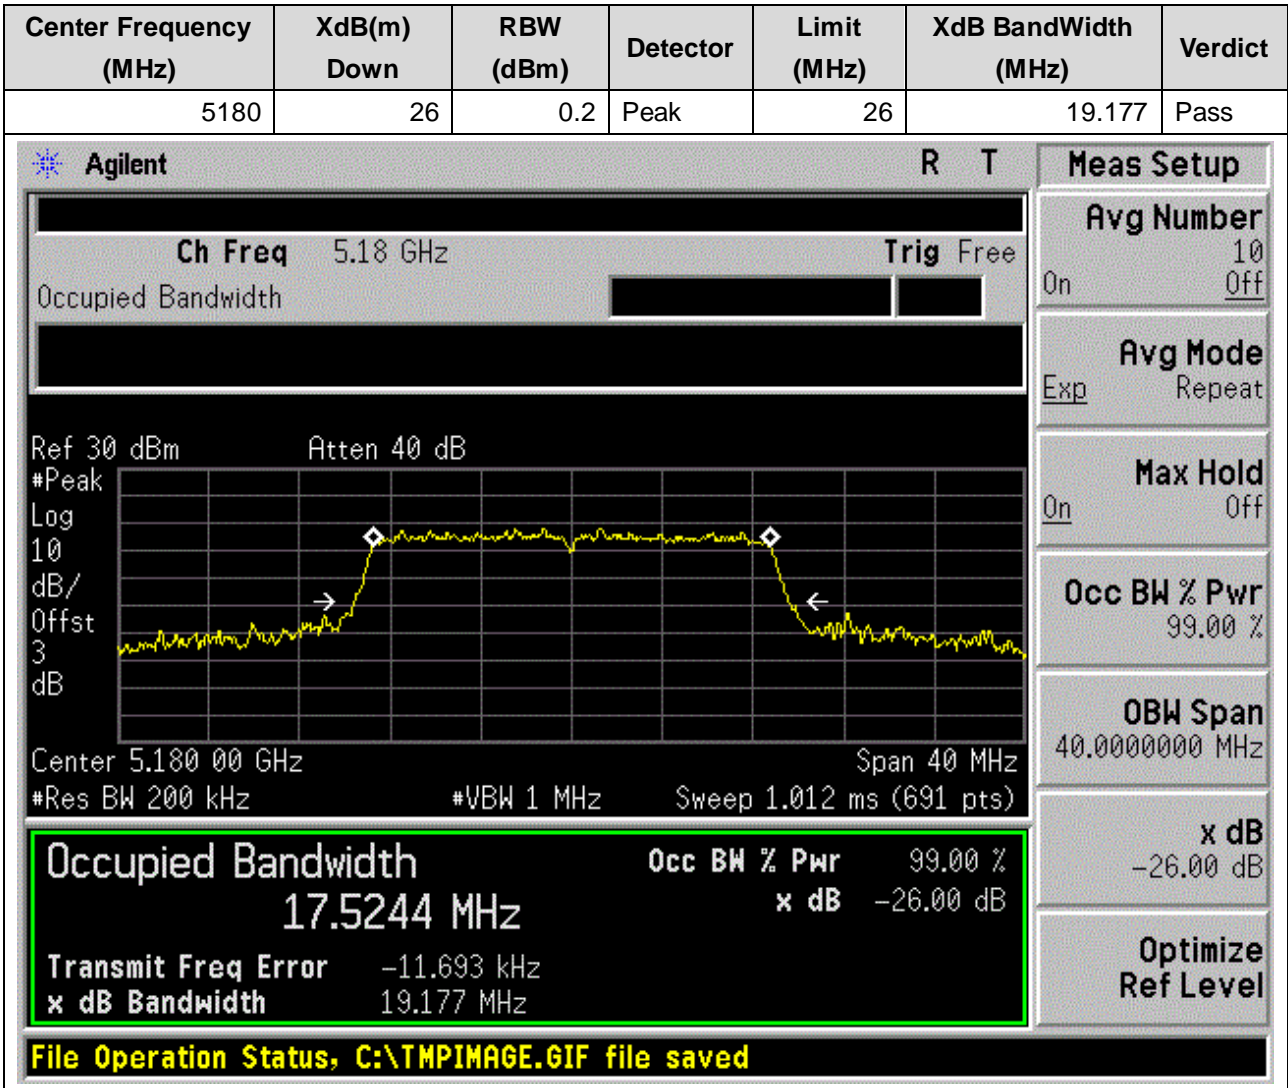 Center Frequency (MHz) XdB(m) Down RBW (dBm) Detector Limit (MHz) XdB BandWidth (MHz) Verdict
5180 26 0.2 Peak 26 19.177 Pass
Agilent R T
Ch Freq 5.18 GHz Trig Free
Occupied Bandwidth
Ref 30 dBm Atten 40 dB
#Peak
Log
10
dB/
Offst
3
dB
Center 5.180 00 GHz Span 40 MHz
#Res BW 200 kHz #VBW 1 MHz Sweep 1.012 ms (691 pts)
Occupied Bandwidth Occ BW % Pwr 99.00 %
17.5244 MHz x dB -26.00 dB
Transmit Freq Error -11.693 kHz
x dB Bandwidth 19.177 MHz
File Operation Status, C:\TMPIMAGE.GIF file saved
Meas Setup
Avg Number
10
On Off
Avg Mode
Exp Repeat
Max Hold
On Off
Occ BW % Pwr
99.00 %
OBW Span
40.0000000 MHz
x dB
-26.00 dB
Optimize
Ref Level